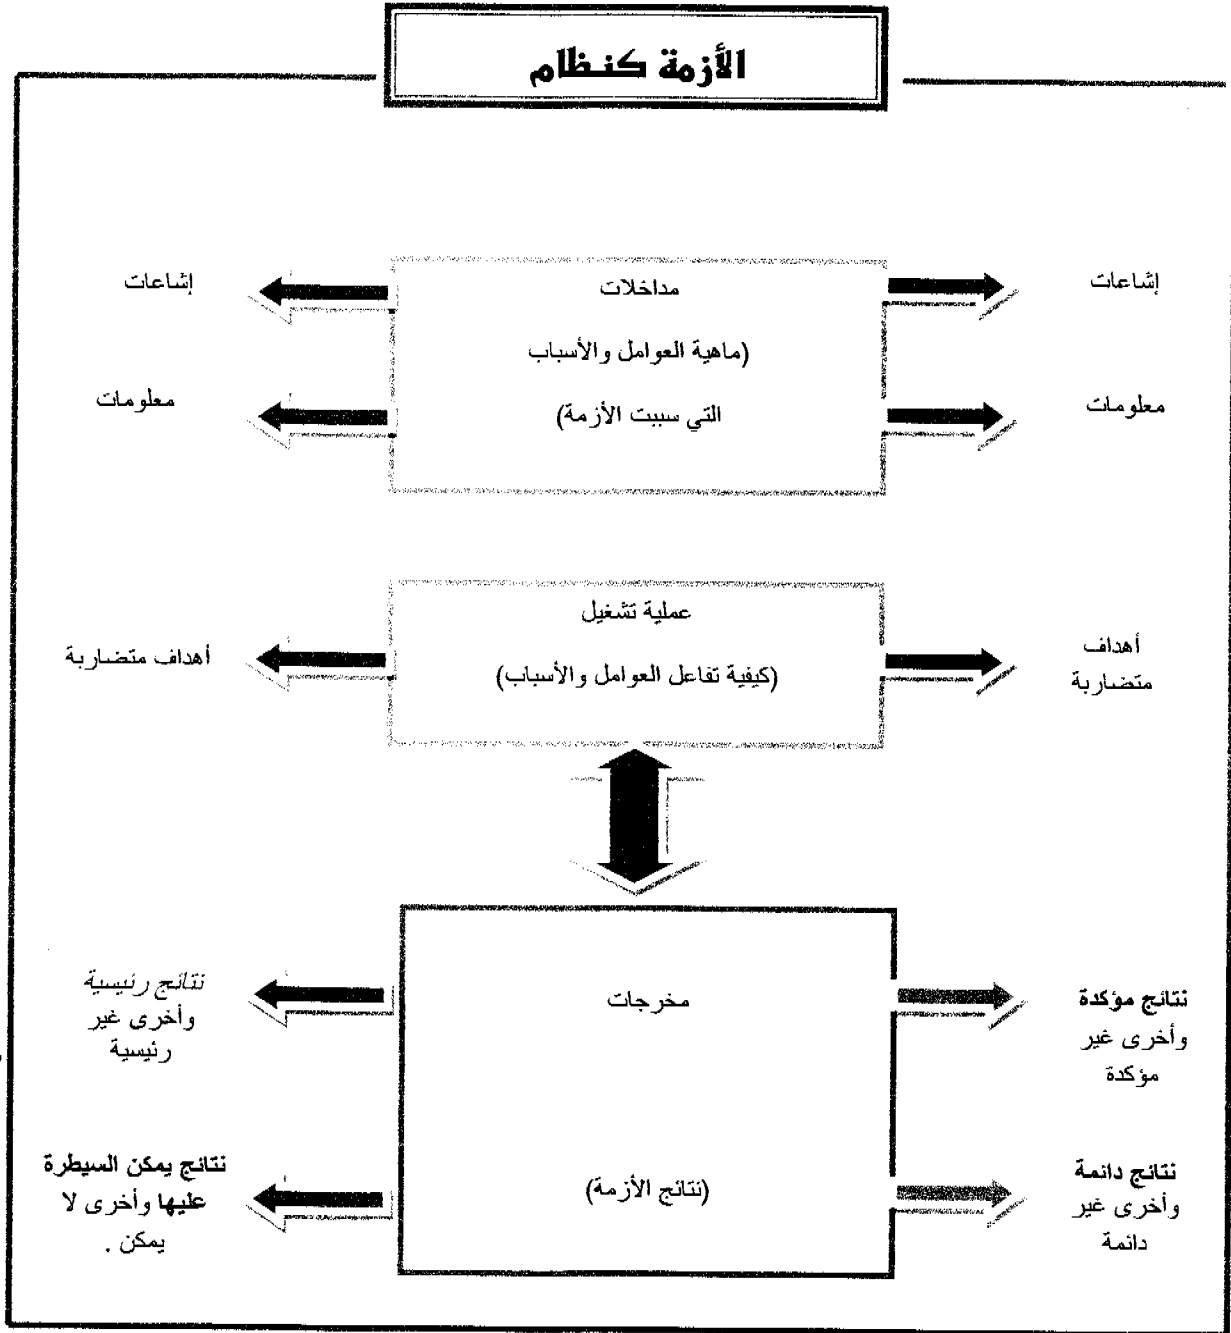 الأزمة كنظام
إشاعات
مداخلات
إشاعات
(ماهية العوامل والأسباب
معلومات
التي سببت الأزمة)
معلومات
عملية تشغيل
أهداف
متضاربة
(كيفية تفاعل العوامل والأسباب)
أهداف متضاربة
نتائج مؤكدة
وأخرى غير
مؤكدة
مخرجات
نتائج رئيسية
وأخرى غير
رئيسية
نتائج دائمة
وأخرى غير
دائمة
(نتائج الأزمة)
نتائج يمكن السيطرة
عليها وأخرى لا
يمكن .